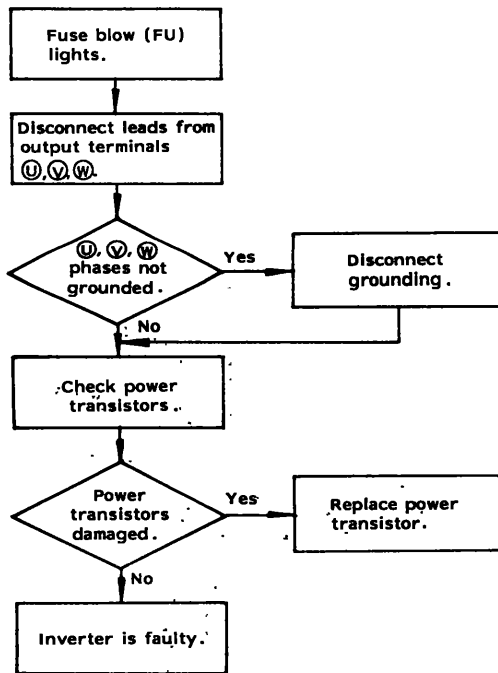 Fuse blow (FU)
lights.
Disconnect leads from
output terminals
Ⓤ,Ⓥ,Ⓦ.
Ⓤ, Ⓥ, Ⓦ
phases not
grounded.
Yes
Disconnect
grounding.
No
Check power
transistors.
Power
transistors
damaged.
Yes
Replace power
transistor.
No
Inverter is faulty.